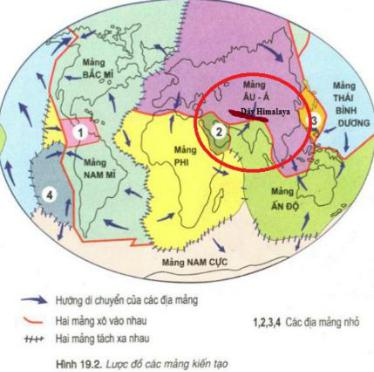 Mảng
BẮC MĨ
Mảng
ÂU - Á
Dãy Himalaya
Mảng
THÁI
BÌNH
DƯƠNG
1
2
3
Mảng
PHI
Mảng
NAM MĨ
4
Mảng
ẤN ĐỘ
Mảng NAM CỰC
Hướng di chuyển của các địa mảng
Hai mảng xô vào nhau
1,2,3,4 Các địa mảng nhỏ
Hai mảng tách xa nhau
Hình 19.2. Lược đồ các mảng kiến tạo